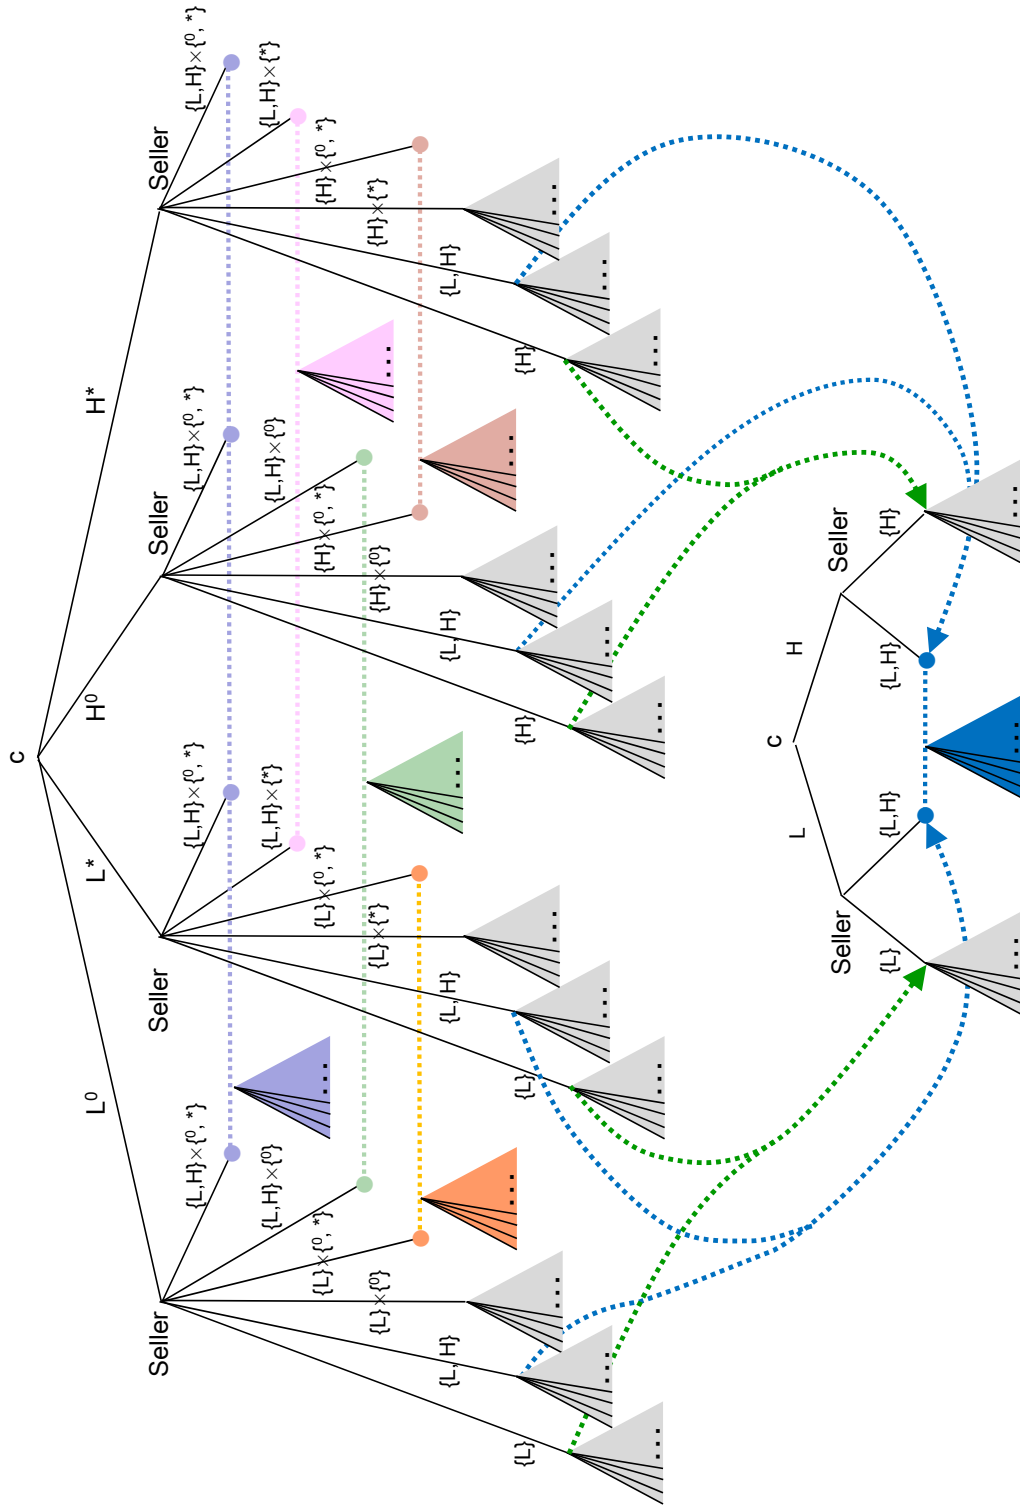 c
L⁰
L*
H⁰
H*
Seller
Seller
Seller
Seller
{L,H}×{⁰, *}
{L,H}×{⁰, *}
{L,H}×{⁰, *}
{L,H}×{⁰, *}
{L,H}×{⁰}
{L,H}×{*}
{L,H}×{⁰}
{L,H}×{*}
{L}×{⁰, *}
{L}×{⁰, *}
{H}×{⁰, *}
{H}×{⁰, *}
{L}×{⁰}
{L}×{*}
{H}×{⁰}
{H}×{*}
{L, H}
{L, H}
{L, H}
{L, H}
{L}
{L}
{H}
{H}
c
L
H
Seller
Seller
{L}
{L,H}
{L,H}
{H}